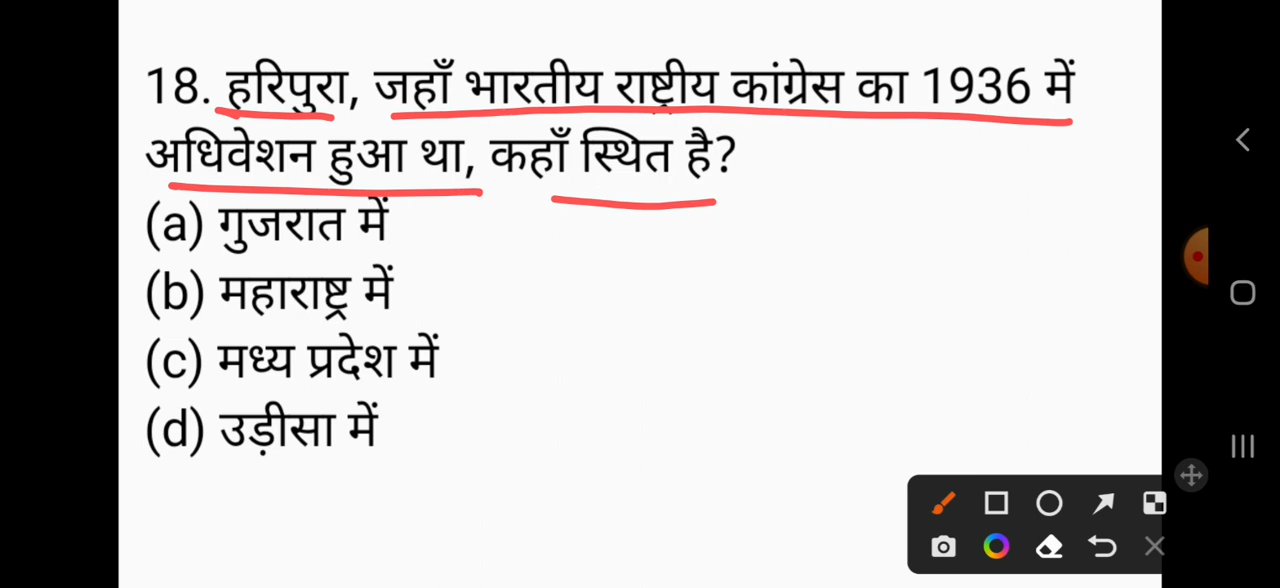 18. हरिपुरा, जहाँ भारतीय राष्ट्रीय कांग्रेस का 1936 में
अधिवेशन हुआ था, कहाँ स्थित है?
(a) गुजरात में
(b) महाराष्ट्र में
(c) मध्य प्रदेश में
(d) उड़ीसा में